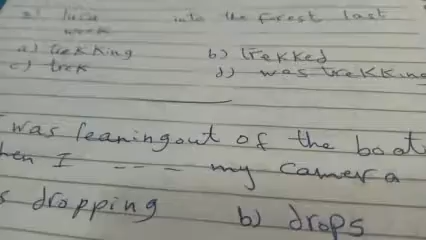 into the forest last
week
a) trekking b) trekked
c) trek d) was trekking
was leaning out of the boat
hen I - - - my camera
s dropping b) drops